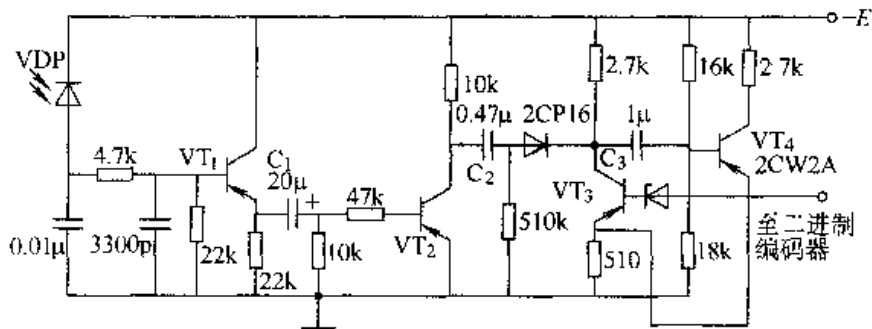 -E
VDP
2.7k
16k
2.7k
10k
0.47μ
2CP16
1μ
4.7k
VT1
C1
20μ
+
47k
C2
C3
VT4
2CW2A
VT3
0.01μ
3300p
22k
22k
10k
VT2
510k
510
18k
至二进制
编码器